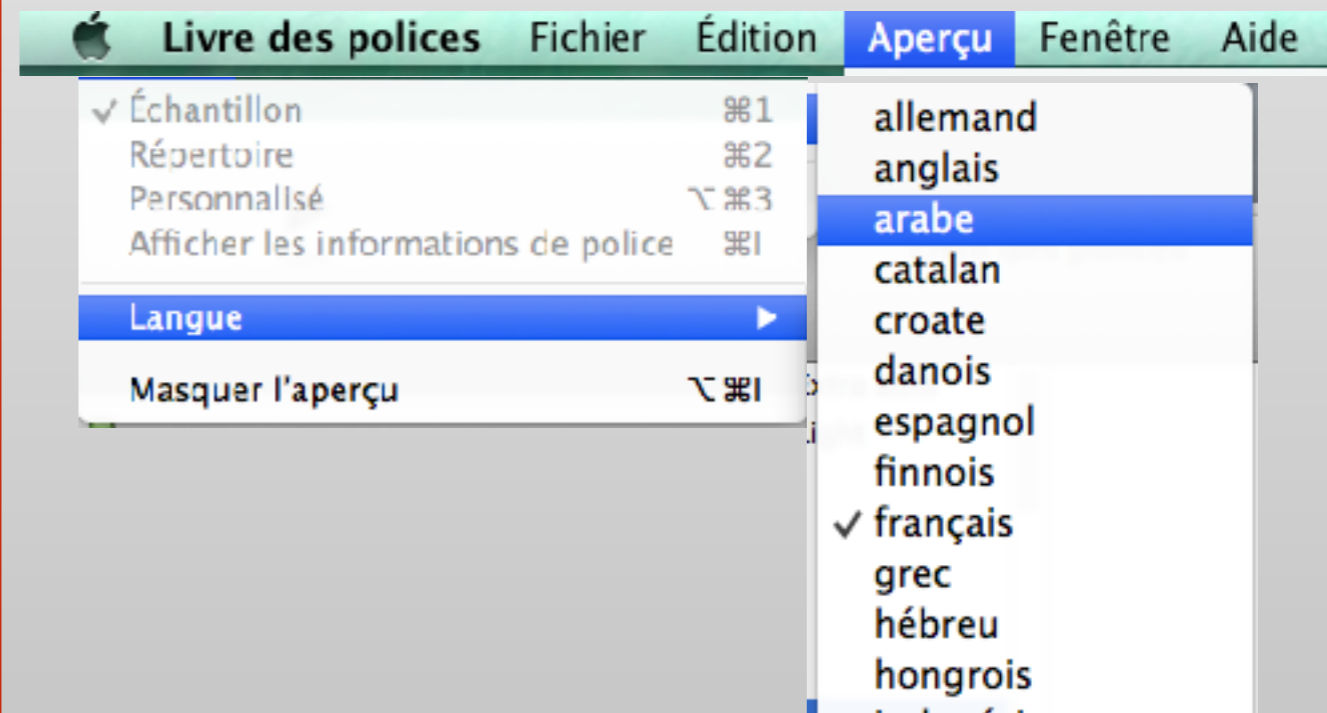 Livre des polices Fichier Édition Aperçu Fenêtre Aide
✓ Échantillon ⌘1
Répertoire ⌘2
Personnalisé ⌥⌘3
Afficher les informations de police ⌘I
Langue ▶
Masquer l'aperçu ⌥⌘I
allemand
anglais
arabe
catalan
croate
danois
espagnol
finnois
✓ français
grec
hébreu
hongrois